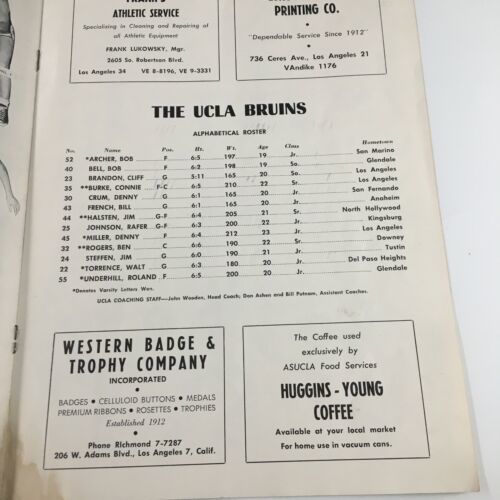 FRANK'S
ATHLETIC SERVICE
Specializing in Cleaning and Repairing of
all Athletic Equipment
FRANK LUKOWSKY, Mgr.
2605 So. Robertson Blvd.
Los Angeles 34 VE 8-8196, VE 9-3331
PRINTING CO.
"Dependable Service Since 1912"
736 Ceres Ave., Los Angeles 21
VAndike 1176
THE UCLA BRUINS
ALPHABETICAL ROSTER
No. Name Pos. Ht. Wt. Age Class Hometown
52 *ARCHER, BOB F 6:5 197 19 Jr. San Marino
40 BELL, BOB F 6:2 198 19 So. Glendale
23 BRANDON, CLIFF G 5:11 165 20 So. Los Angeles
35 **BURKE, CONNIE F-C 6:5 210 22 Sr. Los Angeles
30 CRUM, DENNY G 6:1 165 20 Jr. San Fernando
43 FRENCH, BILL G 6:1 165 20 Jr. Anaheim
44 **HALSTEN, JIM G-F 6:4 205 21 Sr. North Hollywood
25 JOHNSON, RAFER G-F 6:3 200 22 Jr. Kingsburg
45 *MILLER, DENNY F 6:4 212 23 Jr. Los Angeles
32 **ROGERS, BEN C 6:6 190 22 Sr. Downey
24 STEFFEN, JIM G 6:0 190 21 Jr. Tustin
22 *TORRENCE, WALT G 6:3 180 20 Jr. Del Paso Heights
55 *UNDERHILL, ROLAND F 6:5 200 20 Jr. Glendale
*Denotes Varsity Letters Won.
UCLA COACHING STAFF—John Wooden, Head Coach; Don Ashen and Bill Putnam, Assistant Coaches.
WESTERN BADGE &
TROPHY COMPANY
INCORPORATED
BADGES • CELLULOID BUTTONS • MEDALS
PREMIUM RIBBONS • ROSETTES • TROPHIES
Established 1912
Phone RIchmond 7-7287
206 W. Adams Blvd., Los Angeles 7, Calif.
The Coffee used
exclusively by
ASUCLA Food Services
HUGGINS - YOUNG
COFFEE
Available at your local market
For home use in vacuum cans.